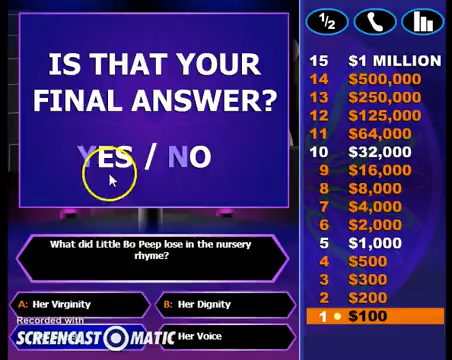 1/2
IS THAT YOUR
FINAL ANSWER?
YES / NO
What did Little Bo Peep lose in the nursery
rhyme?
A: Her Virginity
B: Her Dignity
Her Voice
Recorded with
SCREENCAST MATIC
15 $1 MILLION
14 $500,000
13 $250,000
12 $125,000
11 $64,000
10 $32,000
9 $16,000
8 $8,000
7 $4,000
6 $2,000
5 $1,000
4 $500
3 $300
2 $200
1 $100